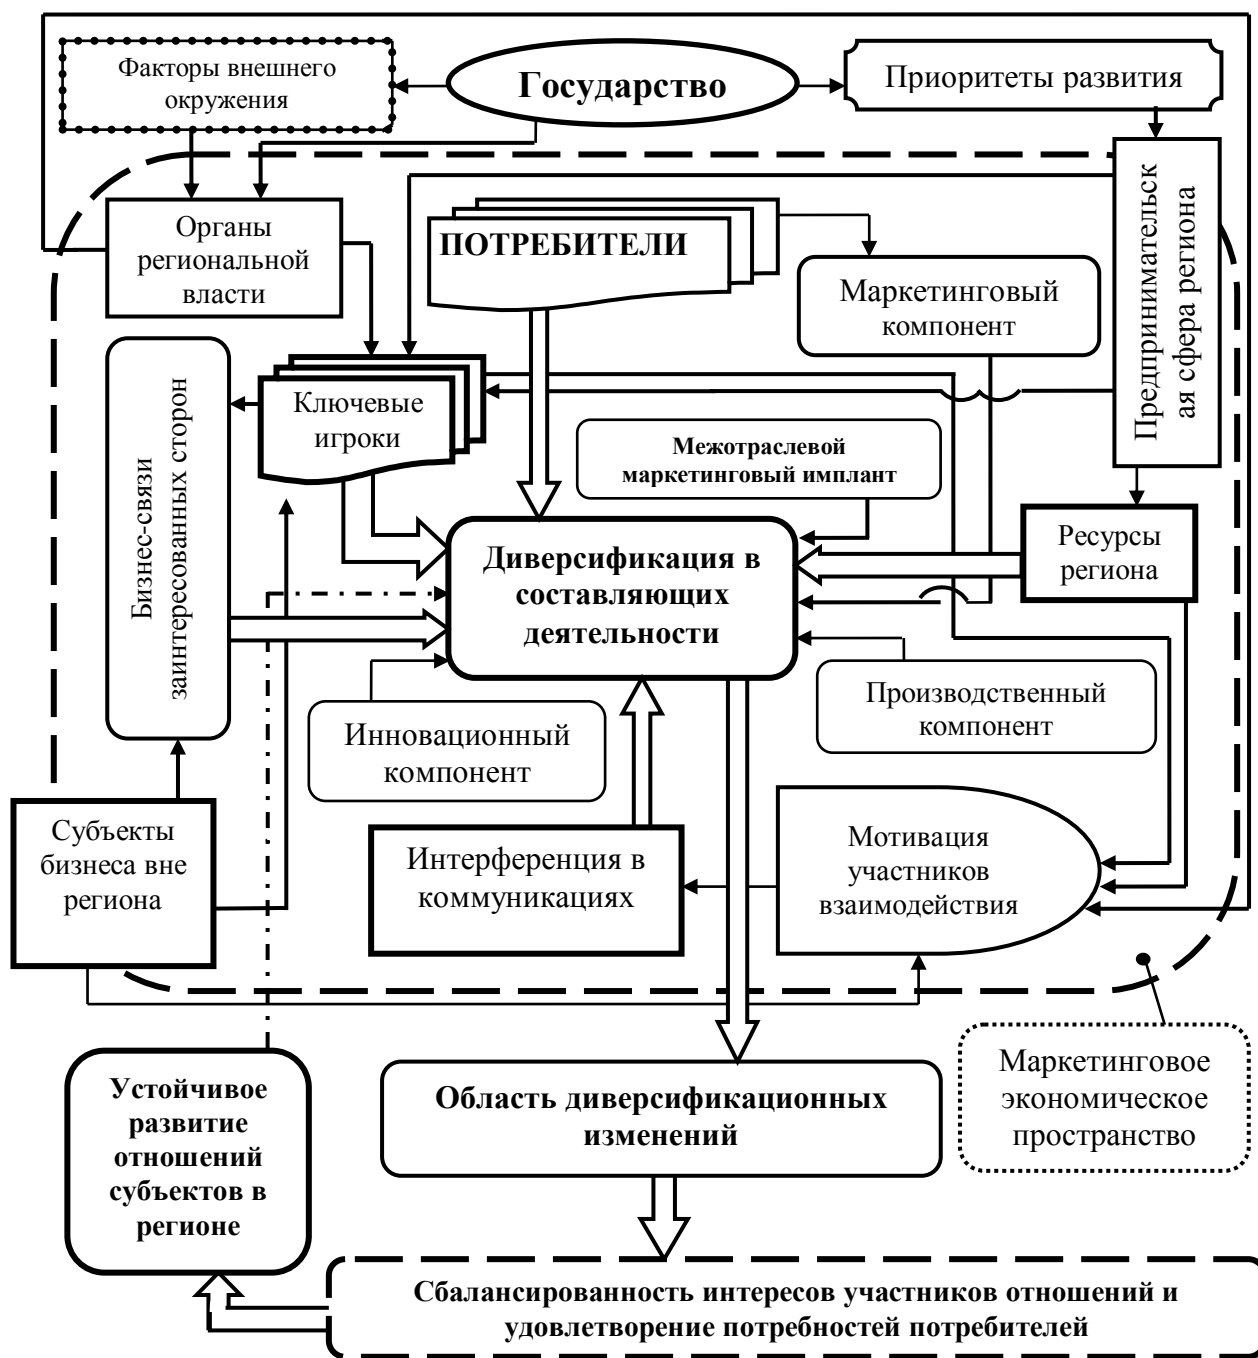 Факторы внешнего
окружения
Государство
Приоритеты развития
Органы
региональной
власти
ПОТРЕБИТЕЛИ
Маркетинговый
компонент
Предпринимательск
ая сфера региона
Бизнес-связи
заинтересованных сторон
Ключевые
игроки
Межотраслевой
маркетинговый имплант
Диверсификация в
составляющих
деятельности
Ресурсы
региона
Инновационный
компонент
Производственный
компонент
Субъекты
бизнеса вне
региона
Интерференция в
коммуникациях
Мотивация
участников
взаимодействия
Устойчивое
развитие
отношений
субъектов в
регионе
Область диверсификационных
изменений
Маркетинговое
экономическое
пространство
Сбалансированность интересов участников отношений и
удовлетворение потребностей потребителей